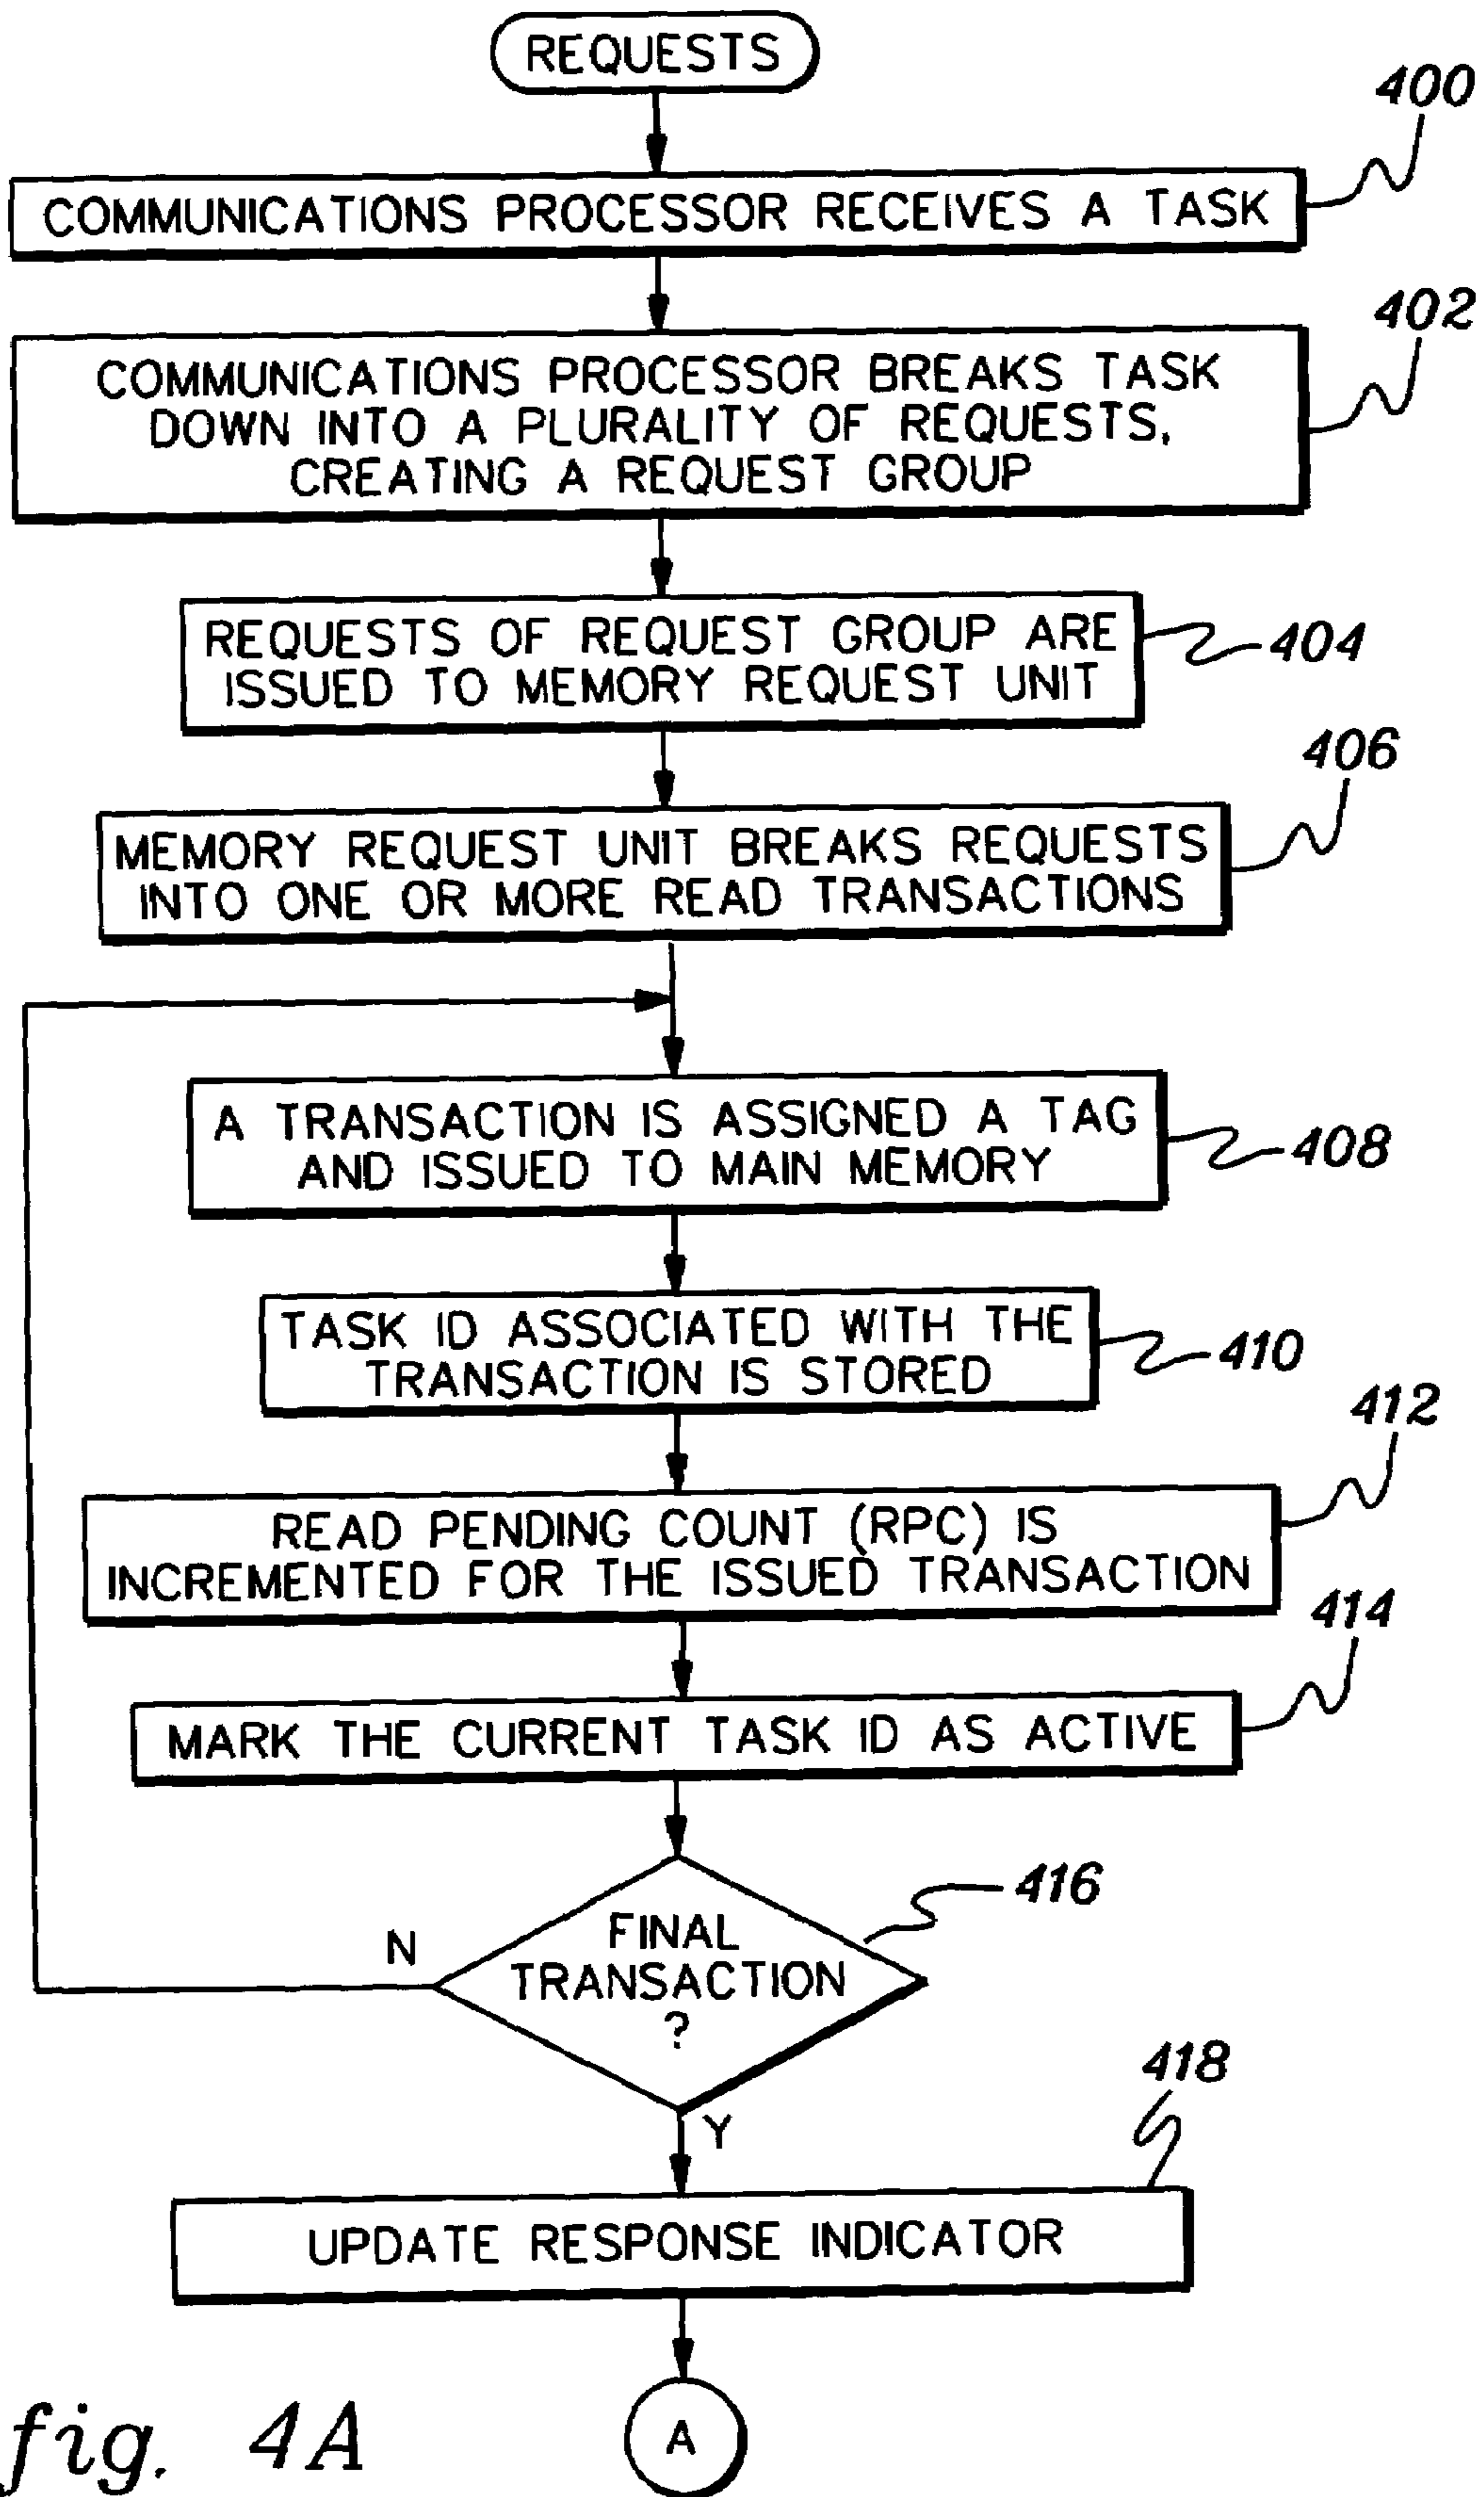 REQUESTS
400
COMMUNICATIONS PROCESSOR RECEIVES A TASK
402
COMMUNICATIONS PROCESSOR BREAKS TASK
DOWN INTO A PLURALITY OF REQUESTS,
CREATING A REQUEST GROUP
REQUESTS OF REQUEST GROUP ARE
ISSUED TO MEMORY REQUEST UNIT
404
406
MEMORY REQUEST UNIT BREAKS REQUESTS
INTO ONE OR MORE READ TRANSACTIONS
A TRANSACTION IS ASSIGNED A TAG
AND ISSUED TO MAIN MEMORY
408
TASK ID ASSOCIATED WITH THE
TRANSACTION IS STORED
410
412
READ PENDING COUNT (RPC) IS
INCREMENTED FOR THE ISSUED TRANSACTION
414
MARK THE CURRENT TASK ID AS ACTIVE
416
N
FINAL
TRANSACTION
?
Y
418
UPDATE RESPONSE INDICATOR
A
fig. 4A